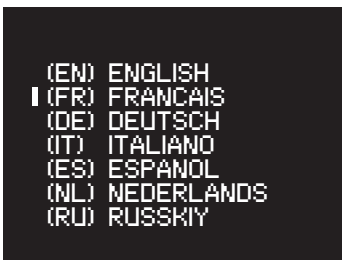 (EN) ENGLISH
(FR) FRANCAIS
(DE) DEUTSCH
(IT) ITALIANO
(ES) ESPANOL
(NL) NEDERLANDS
(RU) RUSSKIY